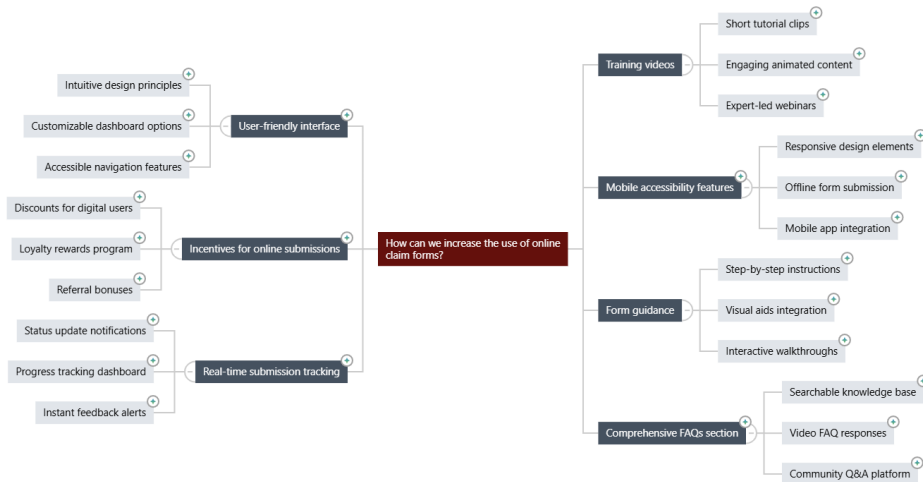 How can we increase the use of online
claim forms?
Training videos
Short tutorial clips
Engaging animated content
Expert-led webinars
Mobile accessibility features
Responsive design elements
Offline form submission
Mobile app integration
Form guidance
Step-by-step instructions
Visual aids integration
Interactive walkthroughs
Comprehensive FAQs section
Searchable knowledge base
Video FAQ responses
Community Q&A platform
User-friendly interface
Intuitive design principles
Customizable dashboard options
Accessible navigation features
Incentives for online submissions
Discounts for digital users
Loyalty rewards program
Referral bonuses
Real-time submission tracking
Status update notifications
Progress tracking dashboard
Instant feedback alerts